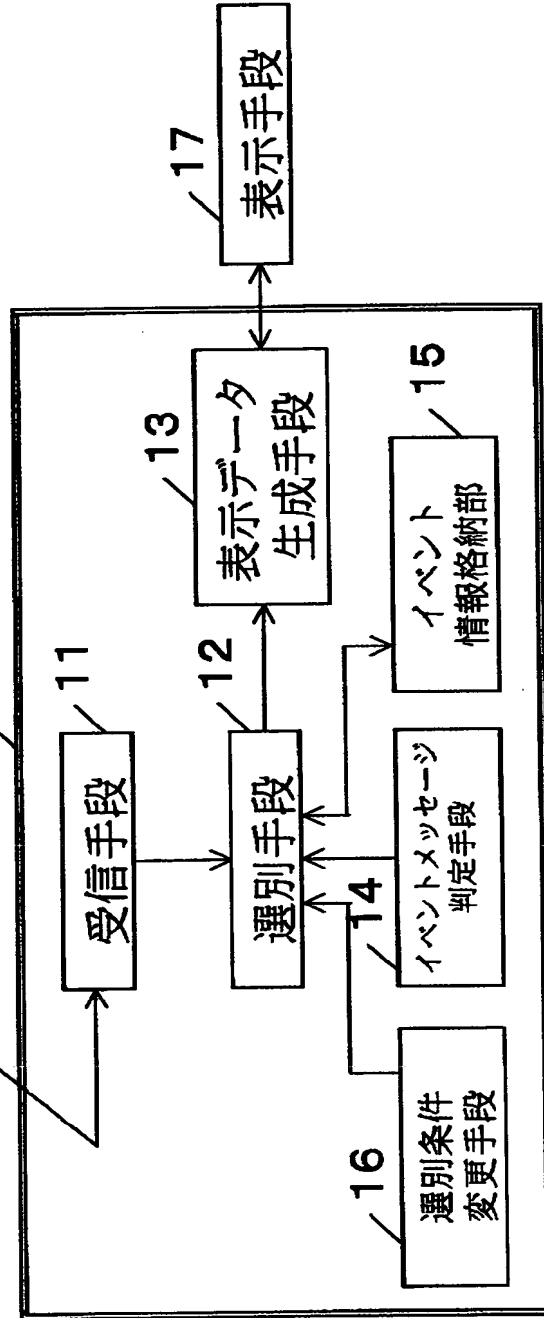 11
受信手段
12
選別手段
13
表示データ
生成手段
17
表示手段
16
選別条件
変更手段
14
イベントメッセージ
判定手段
15
イベント
情報格納部